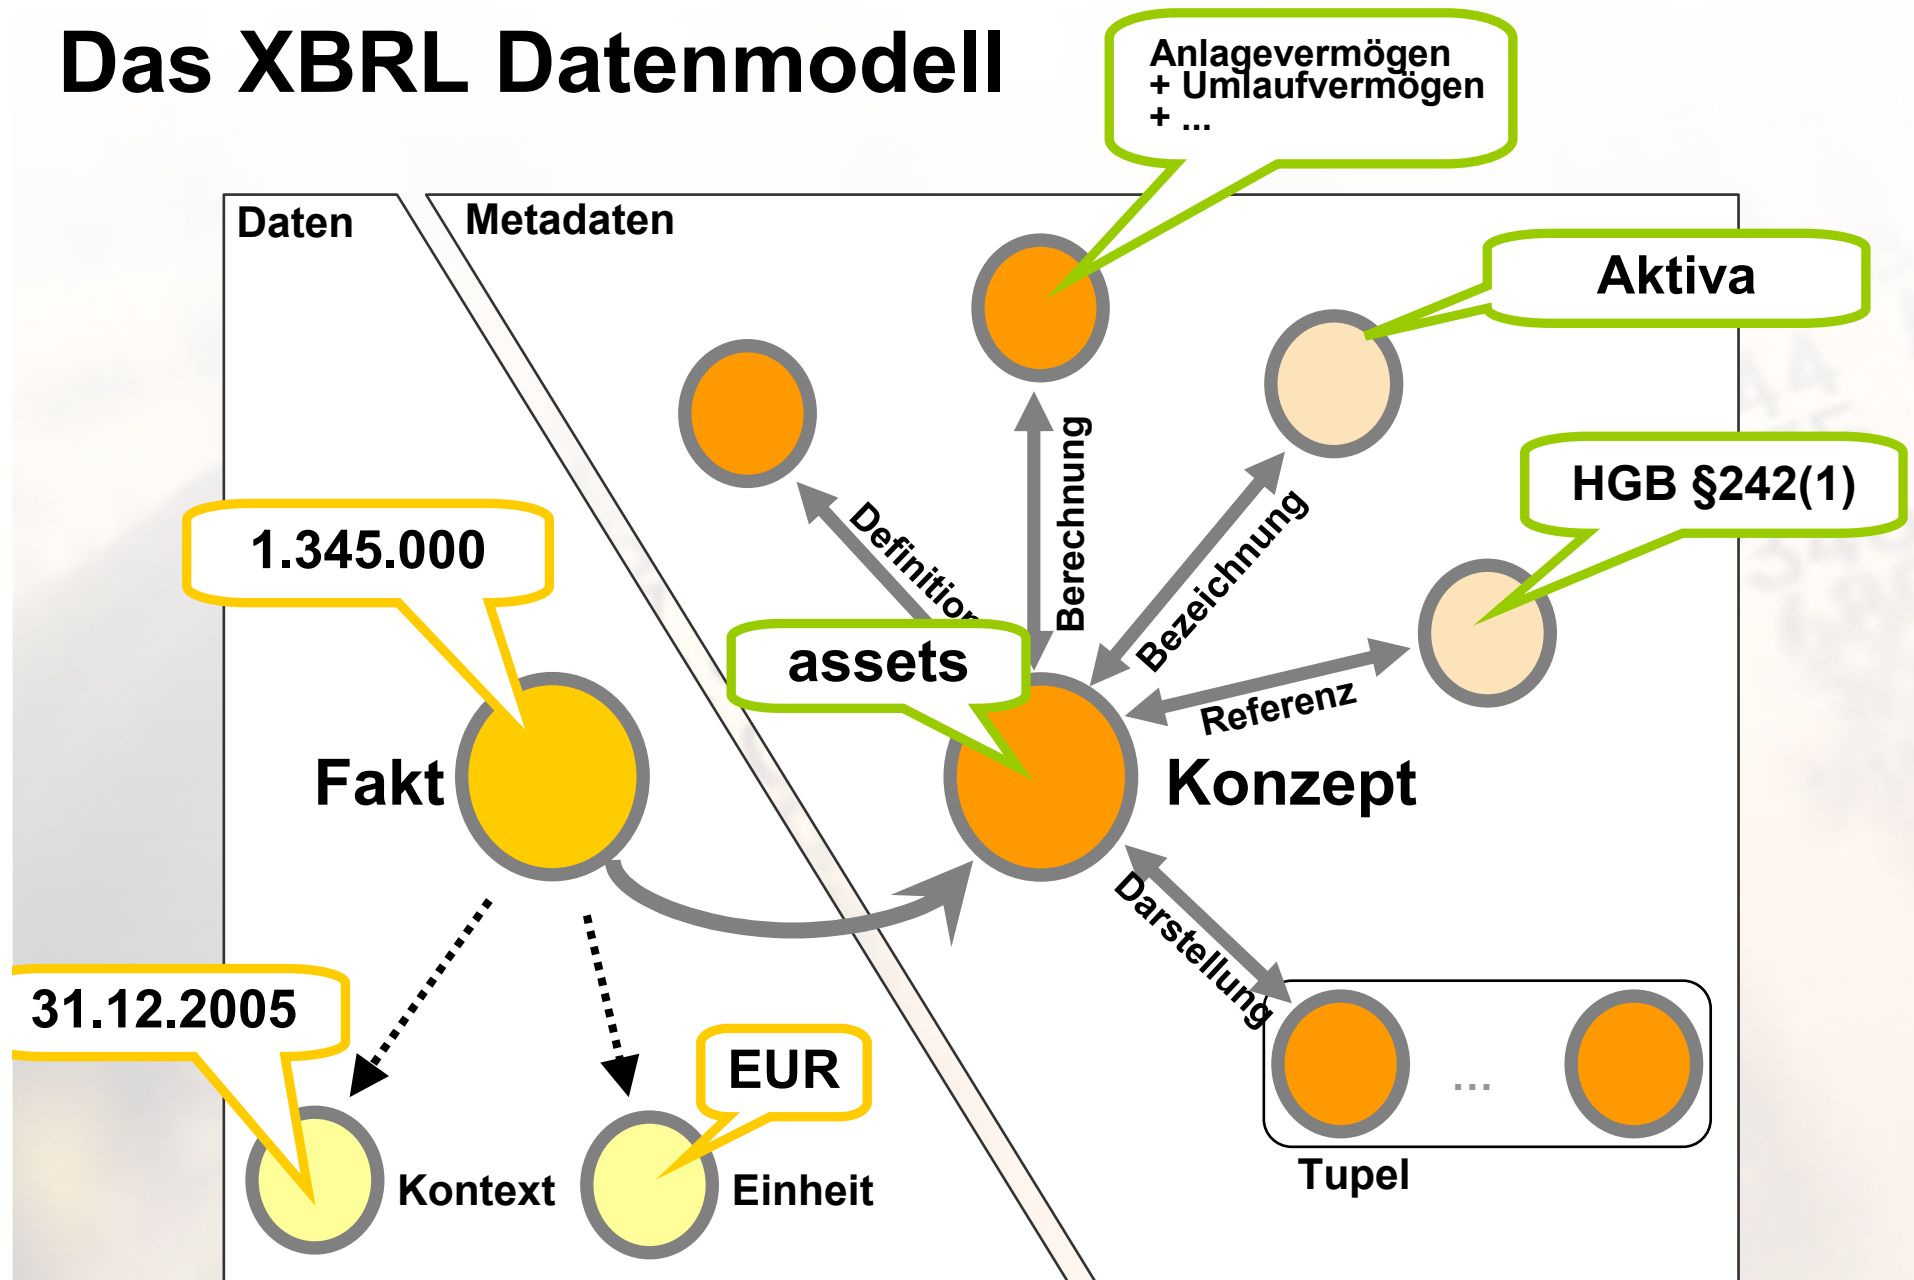 Das XBRL Datenmodell
Anlagevermögen
+ Umlaufvermögen
+ ...
Daten
Metadaten
Aktiva
HGB §242(1)
1.345.000
Definition
Berechnung
Bezeichnung
assets
Referenz
Fakt
Konzept
Darstellung
31.12.2005
EUR
...
Kontext
Einheit
Tupel